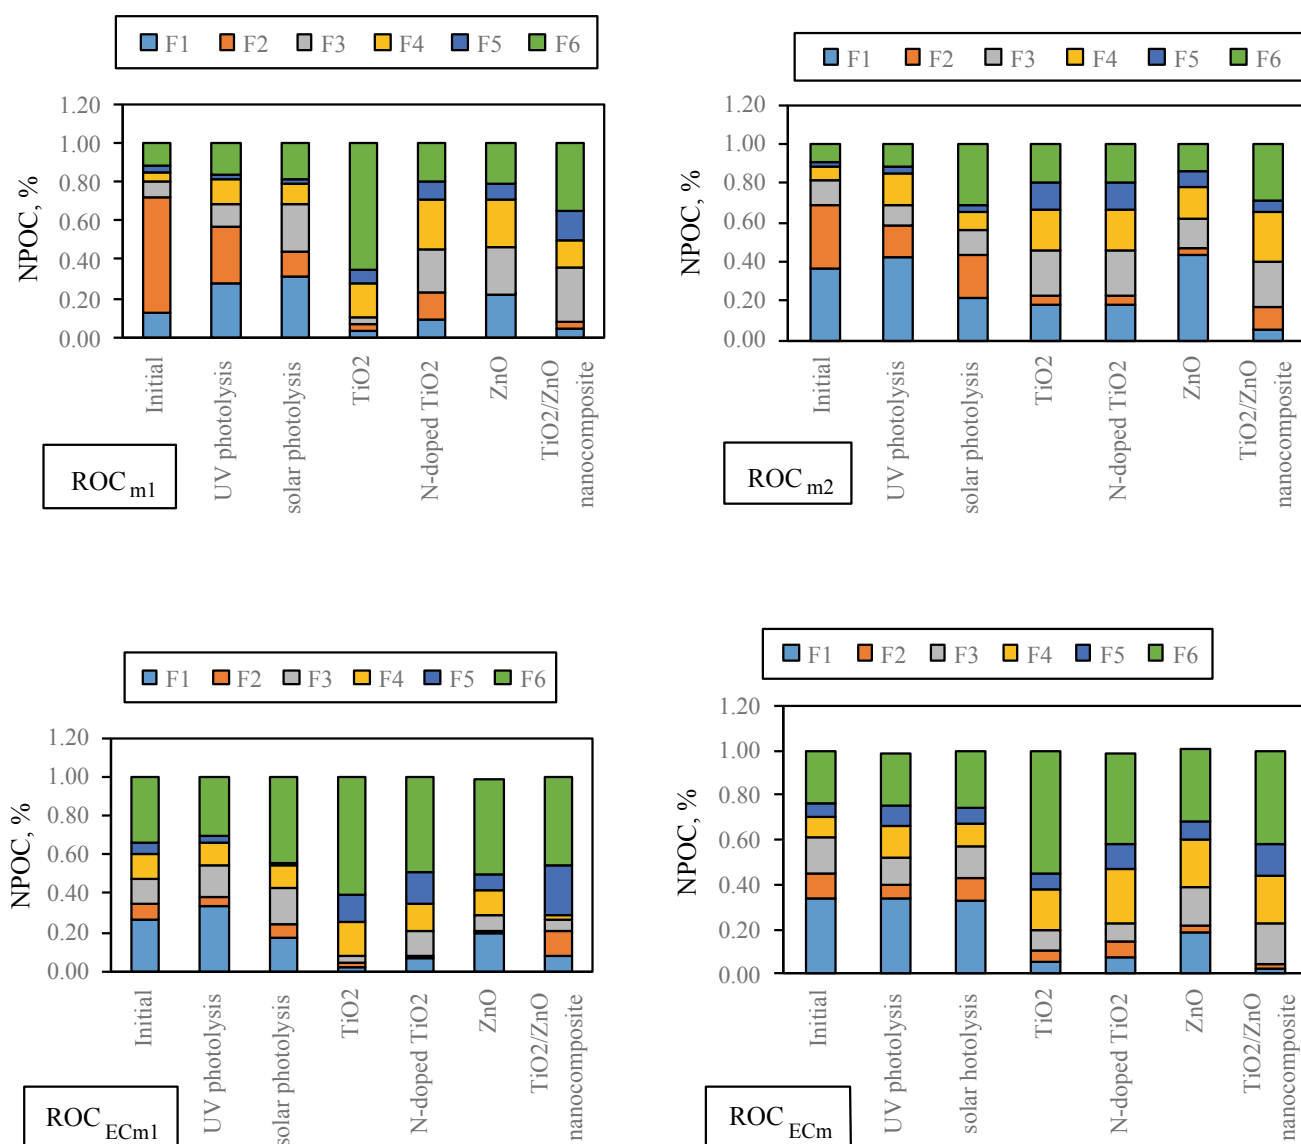 F1 F2 F3 F4 F5 F6
1.20
1.00
0.80
0.60
0.40
0.20
0.00
NPOC, %
Initial
UV photolysis
solar photolysis
TiO2
N-doped TiO2
ZnO
TiO2/ZnO
nanocomposite
ROC m1
F1 F2 F3 F4 F5 F6
1.20
1.00
0.80
0.60
0.40
0.20
0.00
NPOC, %
Initial
UV photolysis
solar photolysis
TiO2
N-doped TiO2
ZnO
TiO2/ZnO
nanocomposite
ROC m2
F1 F2 F3 F4 F5 F6
1.20
1.00
0.80
0.60
0.40
0.20
0.00
NPOC, %
Initial
UV photolysis
solar photolysis
TiO2
N-doped TiO2
ZnO
TiO2/ZnO
nanocomposite
ROC ECm1
F1 F2 F3 F4 F5 F6
1.20
1.00
0.80
0.60
0.40
0.20
0.00
NPOC, %
Initial
UV photolysis
solar hotolysis
TiO2
N-doped TiO2
ZnO
TiO2/ZnO
nanocomposite
ROC ECm